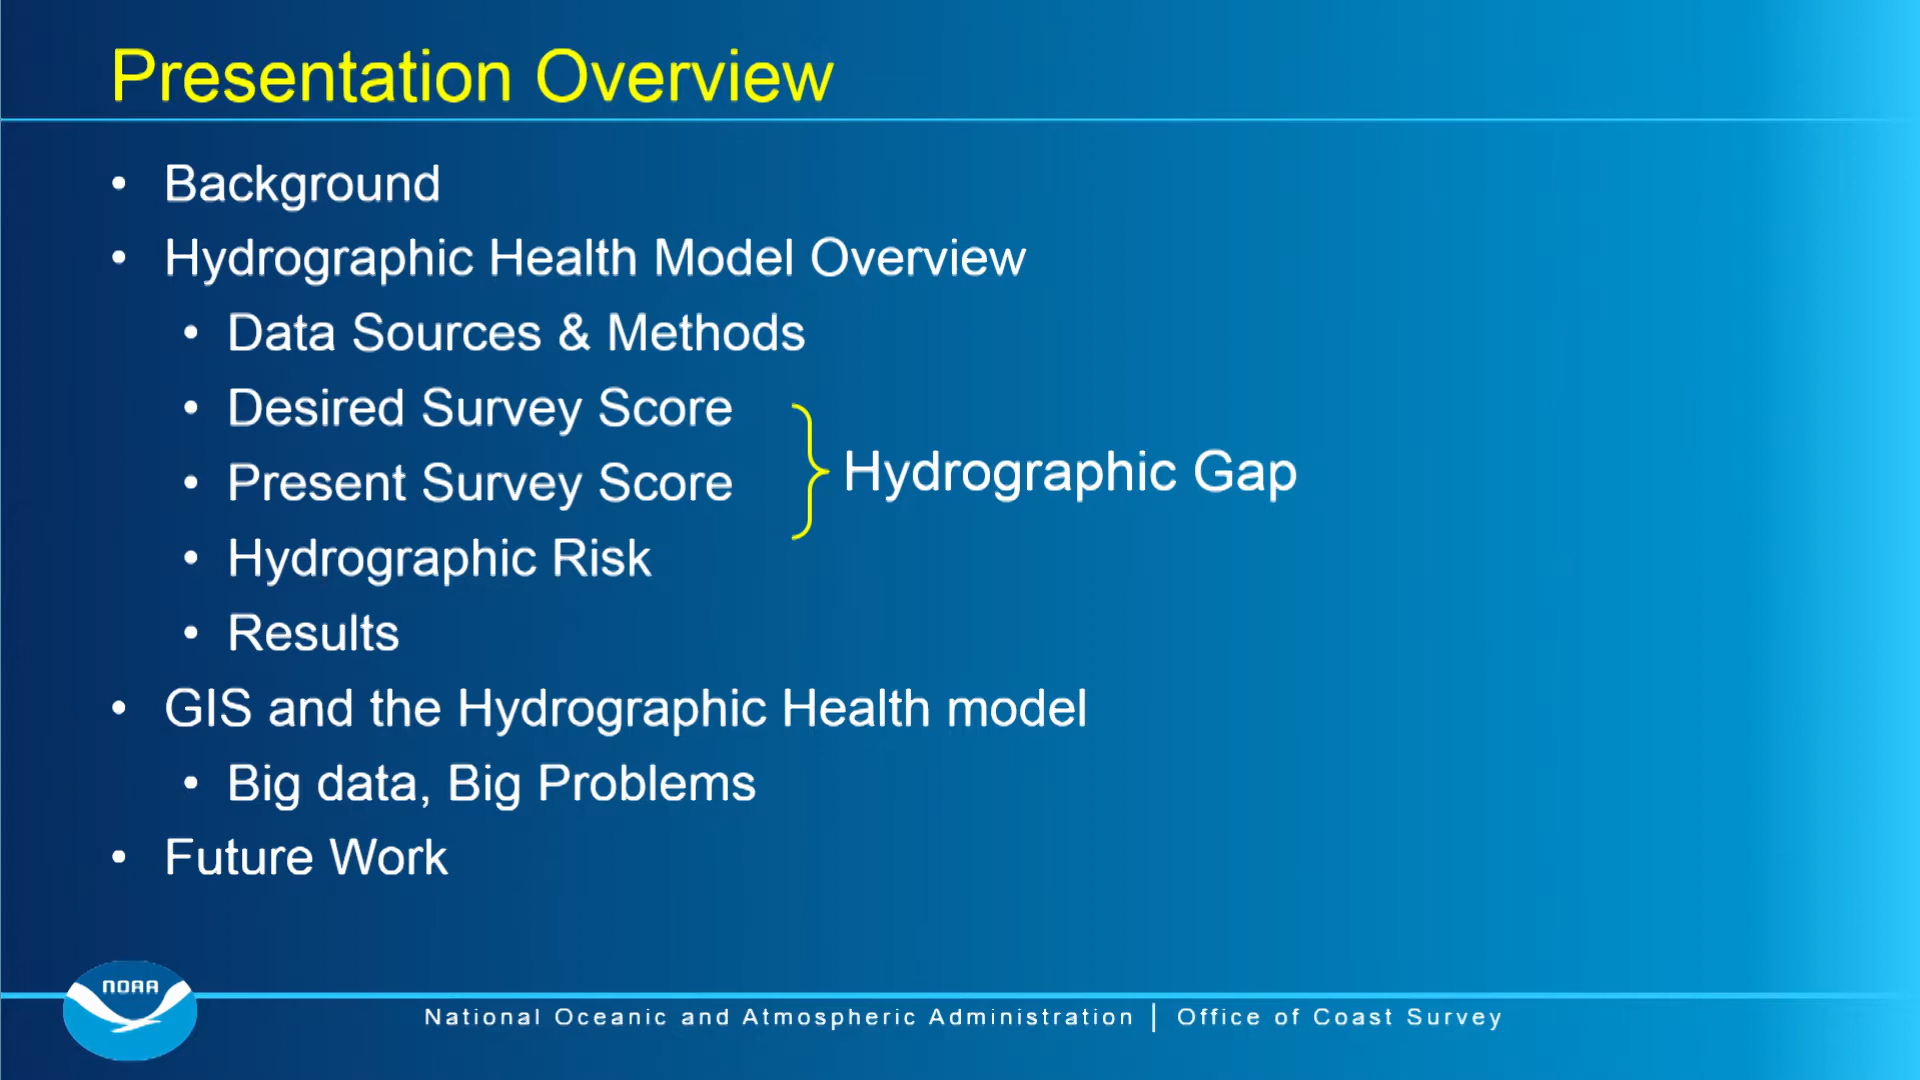 Presentation Overview
• Background
• Hydrographic Health Model Overview
• Data Sources & Methods
• Desired Survey Score
• Present Survey Score
Hydrographic Gap
• Hydrographic Risk
• Results
• GIS and the Hydrographic Health model
• Big data, Big Problems
• Future Work
NOAA
National Oceanic and Atmospheric Administration | Office of Coast Survey